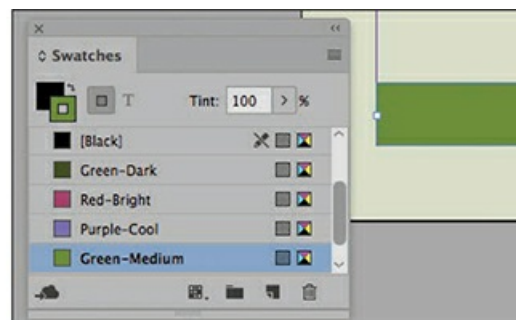 Swatches
T Tint: 100 %
[Black]
Green-Dark
Red-Bright
Purple-Cool
Green-Medium